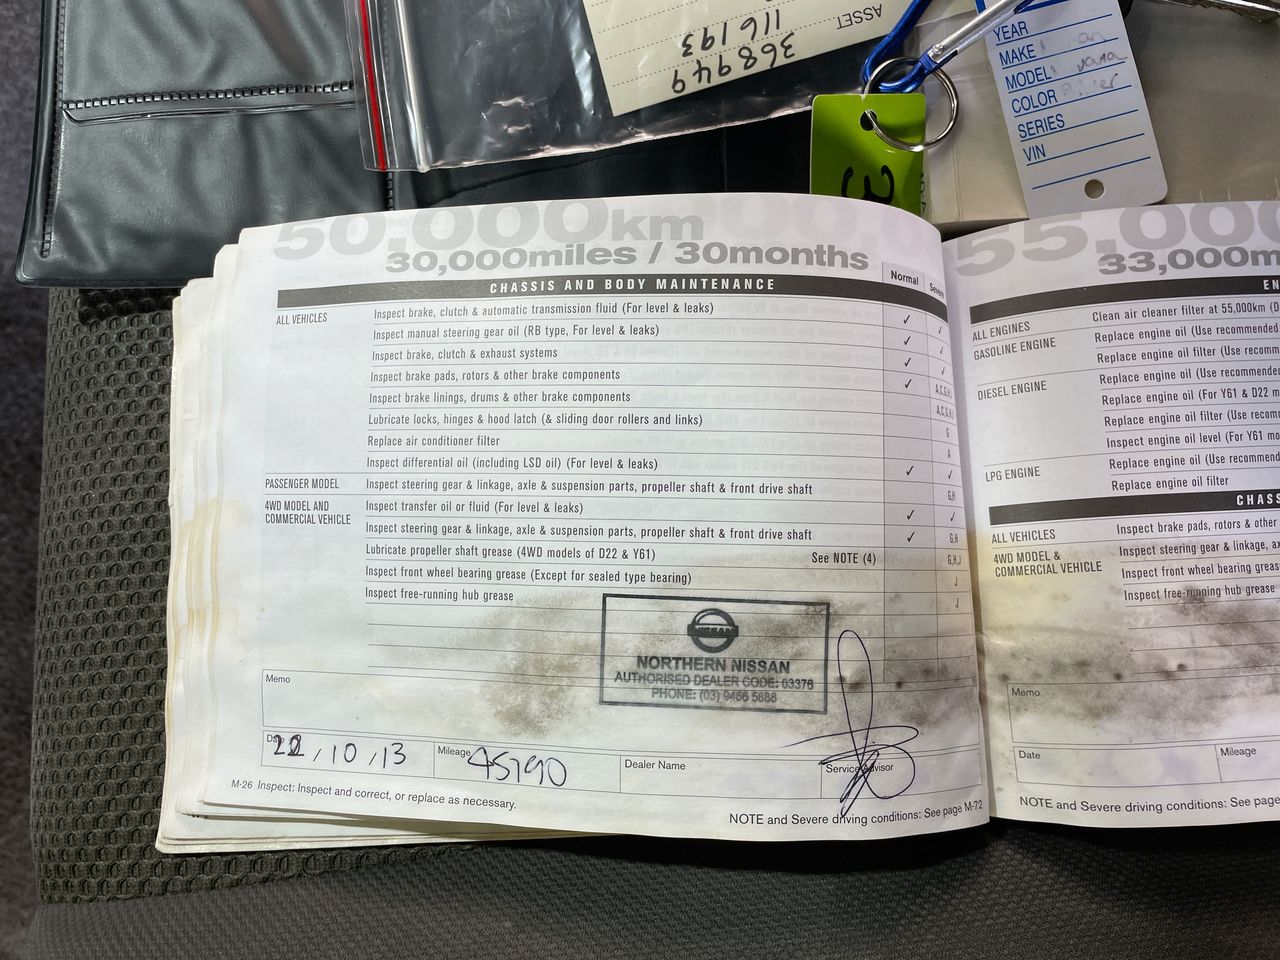 ASSET
368949
116193
YEAR
MAKE
MODEL
COLOR
SERIES
VIN
3
50,000km
30,000miles / 30months
CHASSIS AND BODY MAINTENANCE
Normal
ALL VEHICLES
Inspect brake, clutch & automatic transmission fluid (For level & leaks) ✓ ✓
Inspect manual steering gear oil (RB type, For level & leaks) ✓ ✓
Inspect brake, clutch & exhaust systems ✓ ✓
Inspect brake pads, rotors & other brake components ✓
Inspect brake linings, drums & other brake components
Lubricate locks, hinges & hood latch (& sliding door rollers and links) G
Replace air conditioner filter A
Inspect differential oil (including LSD oil) (For level & leaks) ✓ ✓
PASSENGER MODEL Inspect steering gear & linkage, axle & suspension parts, propeller shaft & front drive shaft G,H
4WD MODEL AND
COMMERCIAL VEHICLE
Inspect transfer oil or fluid (For level & leaks) ✓ ✓
Inspect steering gear & linkage, axle & suspension parts, propeller shaft & front drive shaft ✓ G,H
Lubricate propeller shaft grease (4WD models of D22 & Y61) See NOTE (4) G,H,J
Inspect front wheel bearing grease (Except for sealed type bearing) J
Inspect free-running hub grease J
NISSAN
NORTHERN NISSAN
AUTHORISED DEALER CODE: 03376
PHONE: (03) 9466 5888
Memo
Date 22/10/13 Mileage 45790 Dealer Name Service Advisor
M-26 Inspect: Inspect and correct, or replace as necessary.
NOTE and Severe driving conditions: See page M-72
55,00
33,000m
EN
ALL ENGINES Clean air cleaner filter at 55,000km (D
GASOLINE ENGINE Replace engine oil (Use recommended
Replace engine oil filter (Use recomm
DIESEL ENGINE Replace engine oil (Use recommended
Replace engine oil (For Y61 & D22 m
Replace engine oil filter (Use recomm
Inspect engine oil level (For Y61 mo
LPG ENGINE Replace engine oil (Use recommend
Replace engine oil filter
CHASS
ALL VEHICLES Inspect brake pads, rotors & other
4WD MODEL &
COMMERCIAL VEHICLE
Inspect steering gear & linkage, ax
Inspect front wheel bearing grease
Inspect free-running hub grease
Memo
Date Mileage
NOTE and Severe driving conditions: See page